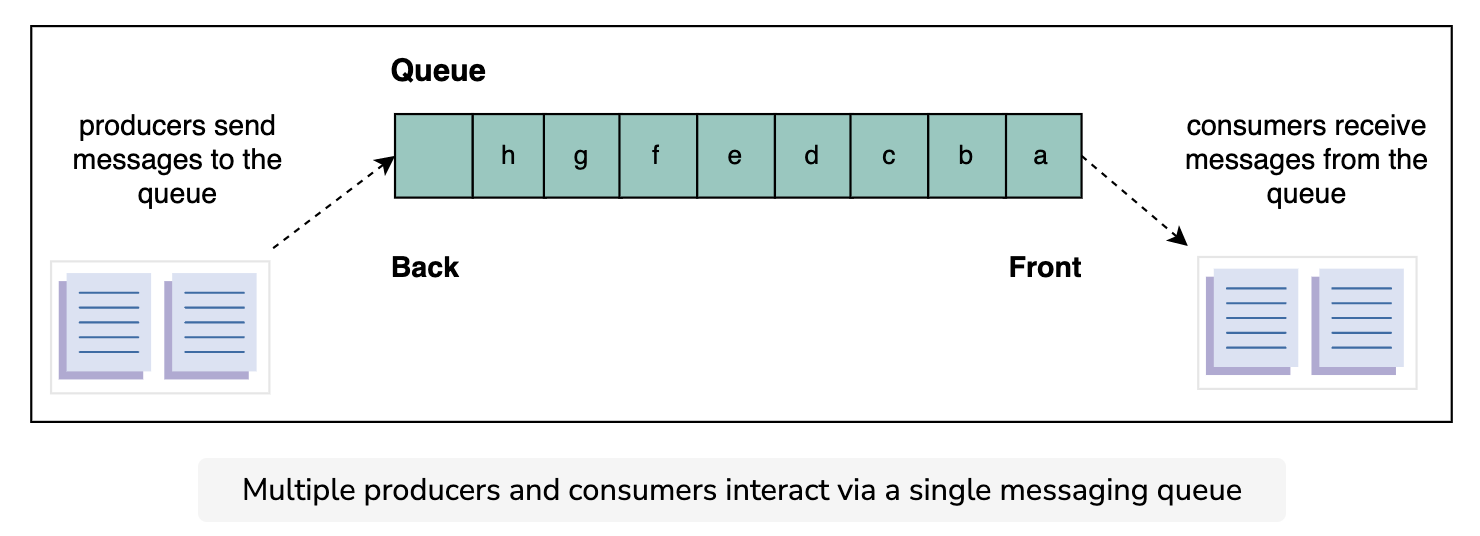 Queue
producers send
messages to the
queue
h g f e d c b a
consumers receive
messages from the
queue
Back
Front
Multiple producers and consumers interact via a single messaging queue